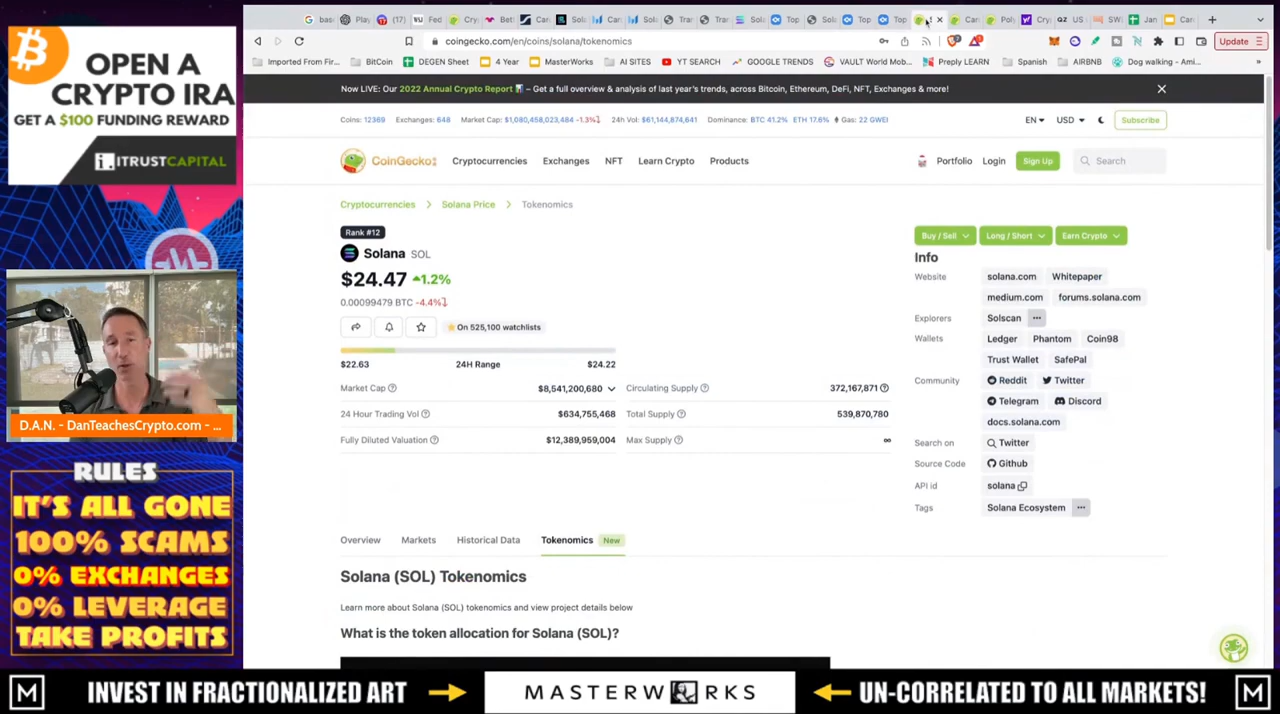 OPEN A
CRYPTO IRA
GET A $100 FUNDING REWARD
ITRUSTCAPITAL
D.A.N. - DanTeachesCrypto.com - ...
RULES
IT'S ALL GONE
100% SCAMS
0% EXCHANGES
0% LEVERAGE
TAKE PROFITS
(17)
Update
coingecko.com/en/coins/solana/tokenomics
Imported From Fir... BitCoin DEGEN Sheet 4 Year MasterWorks AI SITES YT SEARCH GOOGLE TRENDS VAULT World Mob... Preply LEARN Spanish AIRBNB Dog walking - Ami... »
Now LIVE: Our 2022 Annual Crypto Report – Get a full overview & analysis of last year's trends, across Bitcoin, Ethereum, DeFi, NFT, Exchanges & more!
Coins: 12369 Exchanges: 648 Market Cap: $1,080,458,023,484 -1.3% 24h Vol: $61,144,874,641 Dominance: BTC 41.2% ETH 17.6% Gas: 22 GWEI EN USD Subscribe
CoinGecko Cryptocurrencies Exchanges NFT Learn Crypto Products Portfolio Login Sign Up Search
Cryptocurrencies > Solana Price > Tokenomics
Rank #12
Solana SOL
$24.47 1.2%
0.00099479 BTC -4.4%
On 525,100 watchlists
$22.63 24H Range $24.22
Market Cap $8,541,200,680 Circulating Supply 372,167,871
24 Hour Trading Vol $634,755,468 Total Supply 539,870,780
Fully Diluted Valuation $12,389,959,004 Max Supply ∞
Buy / Sell Long / Short Earn Crypto
Info
Website solana.com Whitepaper
medium.com forums.solana.com
Explorers Solscan
Wallets Ledger Phantom Coin98
Trust Wallet SafePal
Community Reddit Twitter
Telegram Discord
docs.solana.com
Search on Twitter
Source Code Github
API id solana
Tags Solana Ecosystem
Overview Markets Historical Data Tokenomics New
Solana (SOL) Tokenomics
Learn more about Solana (SOL) tokenomics and view project details below
What is the token allocation for Solana (SOL)?
M INVEST IN FRACTIONALIZED ART MASTERWORKS UN-CORRELATED TO ALL MARKETS! M